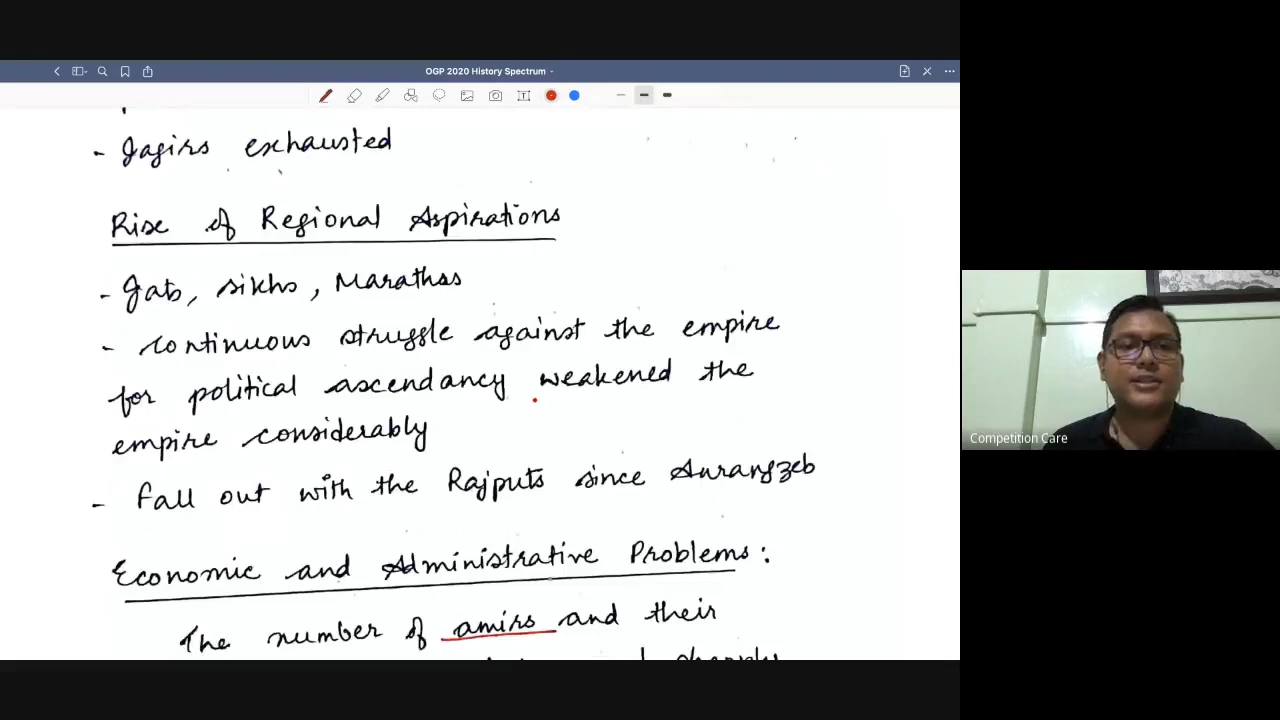 OGP 2020 History Spectrum
- Jagirs exhausted
Rise of Regional Aspirations
- Jats, Sikhs, Marathas
- Continuous struggle against the empire
for political ascendancy weakened the
empire considerably
- Fall out with the Rajputs since Aurangzeb
Economic and Administrative Problems:
The number of amirs and their
Competition Care